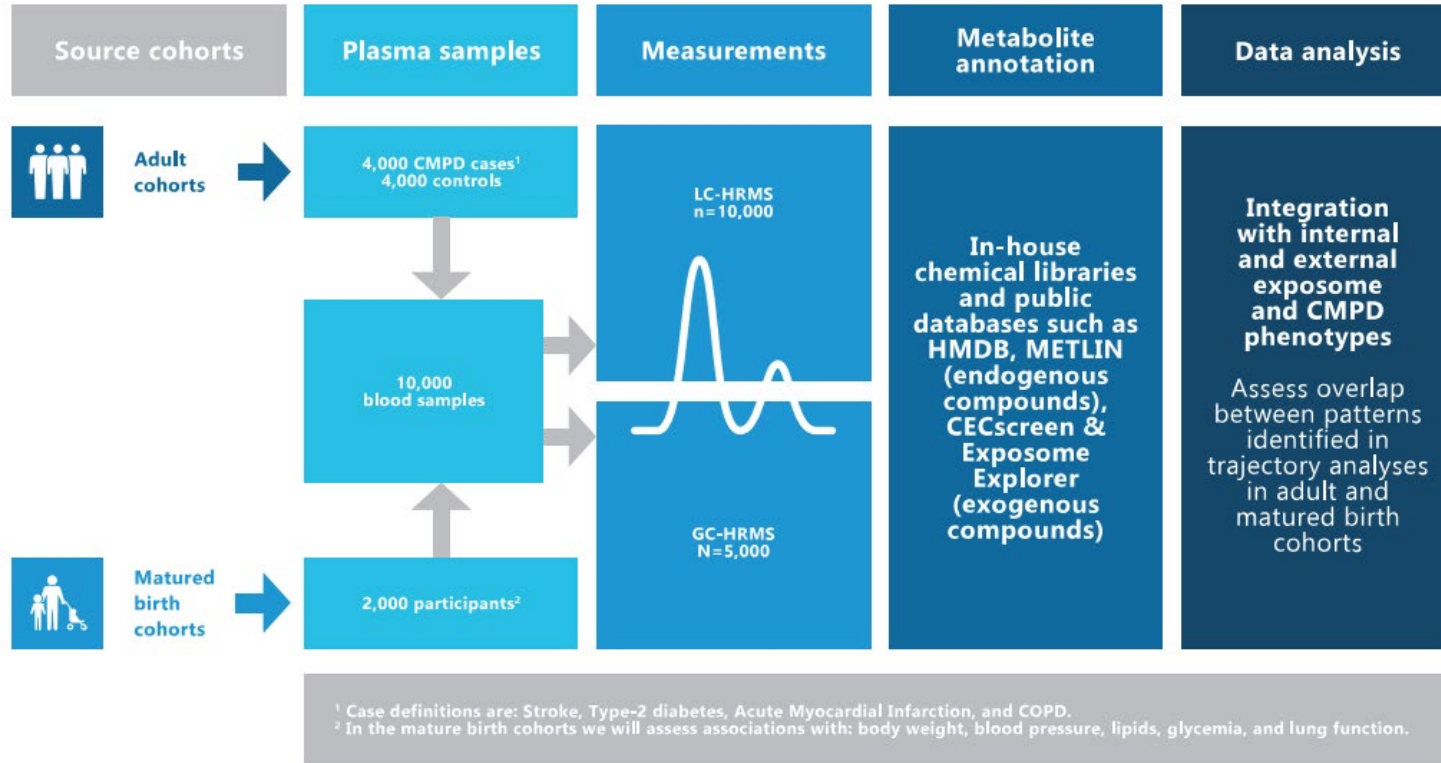 Source cohorts
Plasma samples
Measurements
Metabolite
annotation
Data analysis
Adult
cohorts
4,000 CMPD cases¹
4,000 controls
10,000
blood samples
Matured
birth
cohorts
2,000 participants²
LC-HRMS
n=10,000
GC-HRMS
N=5,000
In-house
chemical libraries
and public
databases such as
HMDB, METLIN
(endogenous
compounds),
CECscreen &
Exposome
Explorer
(exogenous
compounds)
Integration
with internal
and external
exposome
and CMPD
phenotypes
Assess overlap
between patterns
identified in
trajectory analyses
in adult and
matured birth
cohorts
¹ Case definitions are: Stroke, Type-2 diabetes, Acute Myocardial Infarction, and COPD.
² In the mature birth cohorts we will assess associations with: body weight, blood pressure, lipids, glycemia, and lung function.